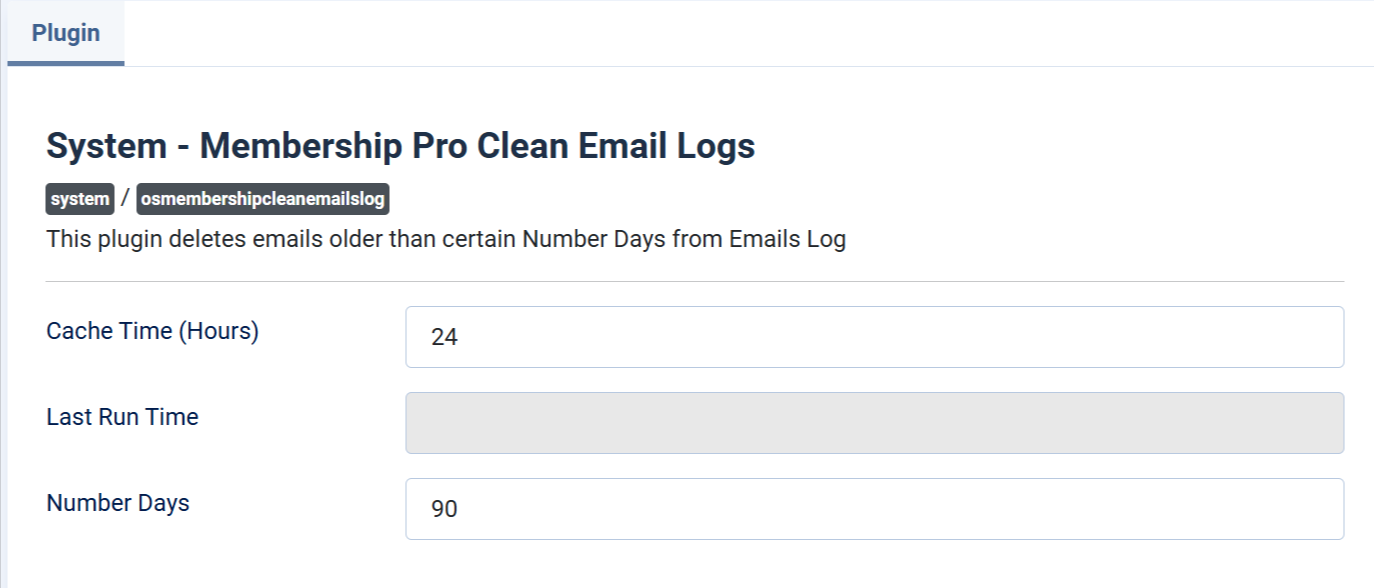 Plugin
System - Membership Pro Clean Email Logs
system / osmembershipcleanemailslog
This plugin deletes emails older than certain Number Days from Emails Log
Cache Time (Hours) 24
Last Run Time
Number Days 90